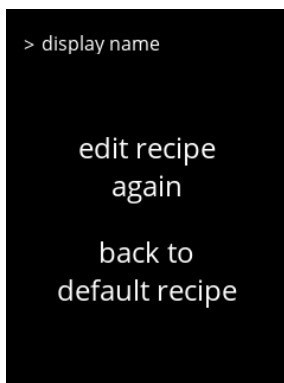 > display name
edit recipe
again
back to
default recipe